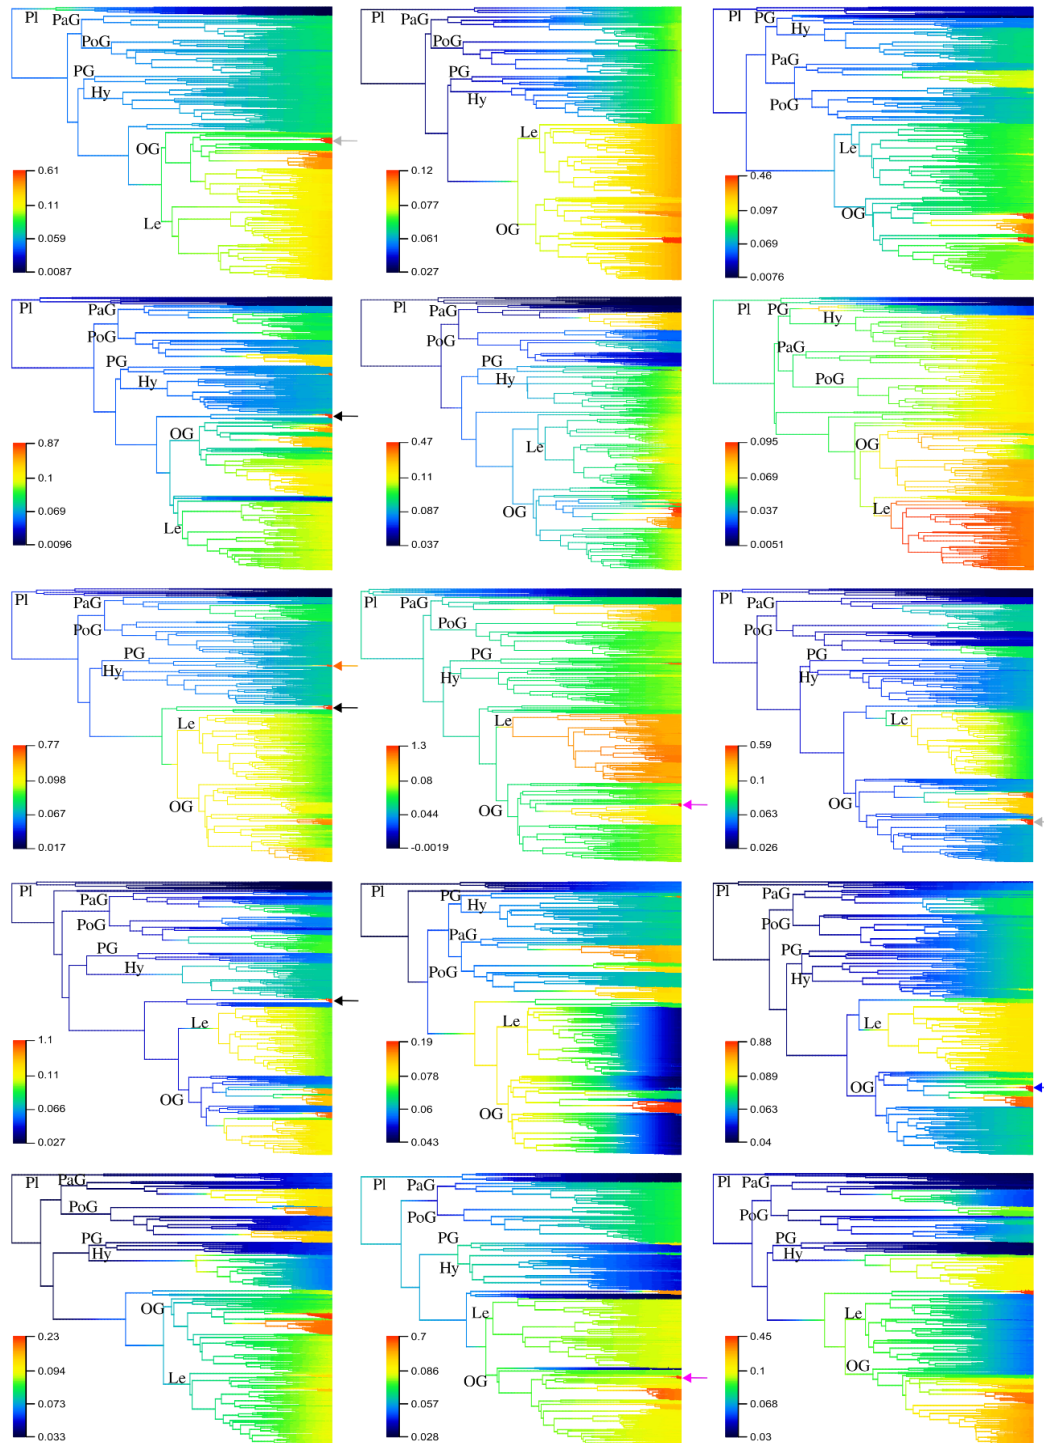 Pl PaG
PoG
PG
Hy
OG
Le
0.61
0.11
0.059
0.0087
PaG
PoG
PG
Hy
Le
OG
0.12
0.077
0.061
0.027
PG
Hy
PaG
PoG
Le
OG
0.46
0.097
0.069
0.0076
Pl PaG
PoG
PG
Hy
OG
Le
0.87
0.1
0.069
0.0096
Pl PaG
PoG
PG
Hy
Le
OG
0.47
0.11
0.087
0.037
Pl PG
Hy
PaG
PoG
OG
Le
0.095
0.069
0.037
0.0051
Pl PaG
PoG
PG
Hy
Le
OG
0.77
0.098
0.067
0.017
Pl PaG
PoG
PG
Hy
Le
OG
1.3
0.08
0.044
-0.0019
Pl PaG
PoG
PG
Hy
Le
OG
0.59
0.1
0.063
0.026
Pl
PaG
PoG
PG
Hy
Le
OG
1.1
0.11
0.066
0.027
Pl PG
Hy
PaG
PoG
Le
OG
0.19
0.078
0.06
0.043
Pl PaG
PoG
PG
Hy
Le
OG
0.88
0.089
0.063
0.04
Pl PaG
PoG
PG
Hy
OG
Le
0.23
0.094
0.073
0.033
Pl PaG
PoG
PG
Hy
Le
OG
0.7
0.086
0.057
0.028
Pl PaG
PoG
PG
Hy
Le
OG
0.45
0.1
0.068
0.03